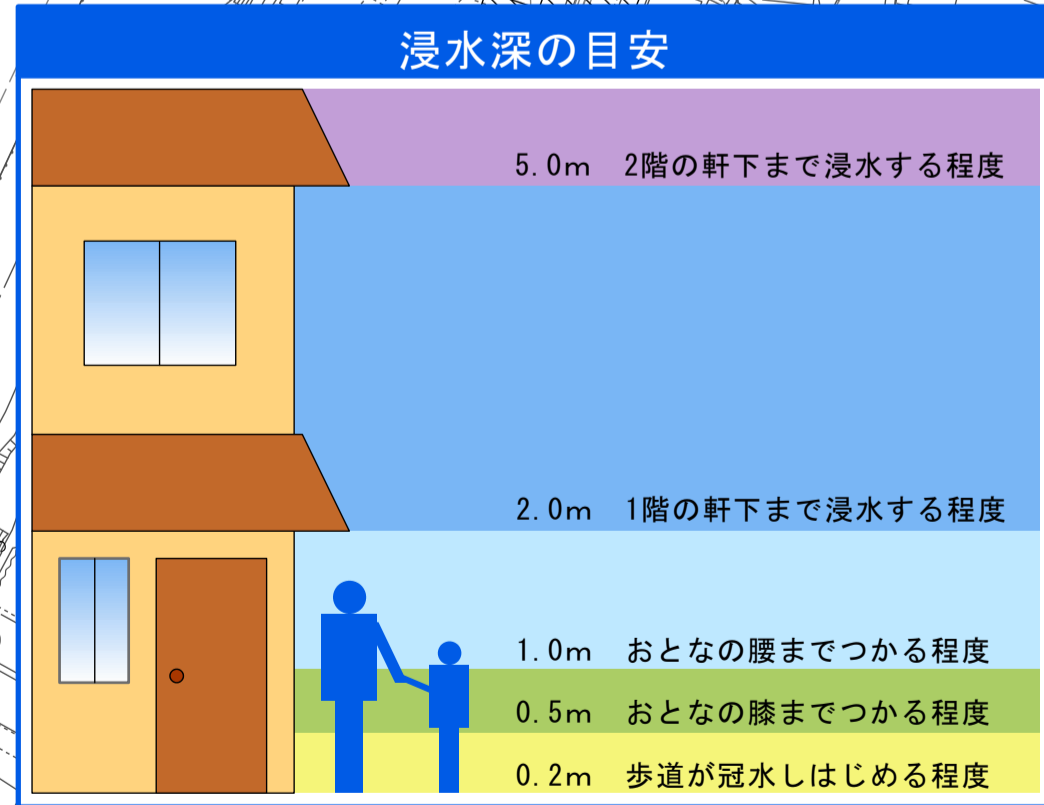 浸水深の目安
5.0m 2階の軒下まで浸水する程度
2.0m 1階の軒下まで浸水する程度
1.0m おとなの腰までつかる程度
0.5m おとなの膝までつかる程度
0.2m 歩道が冠水しはじめる程度